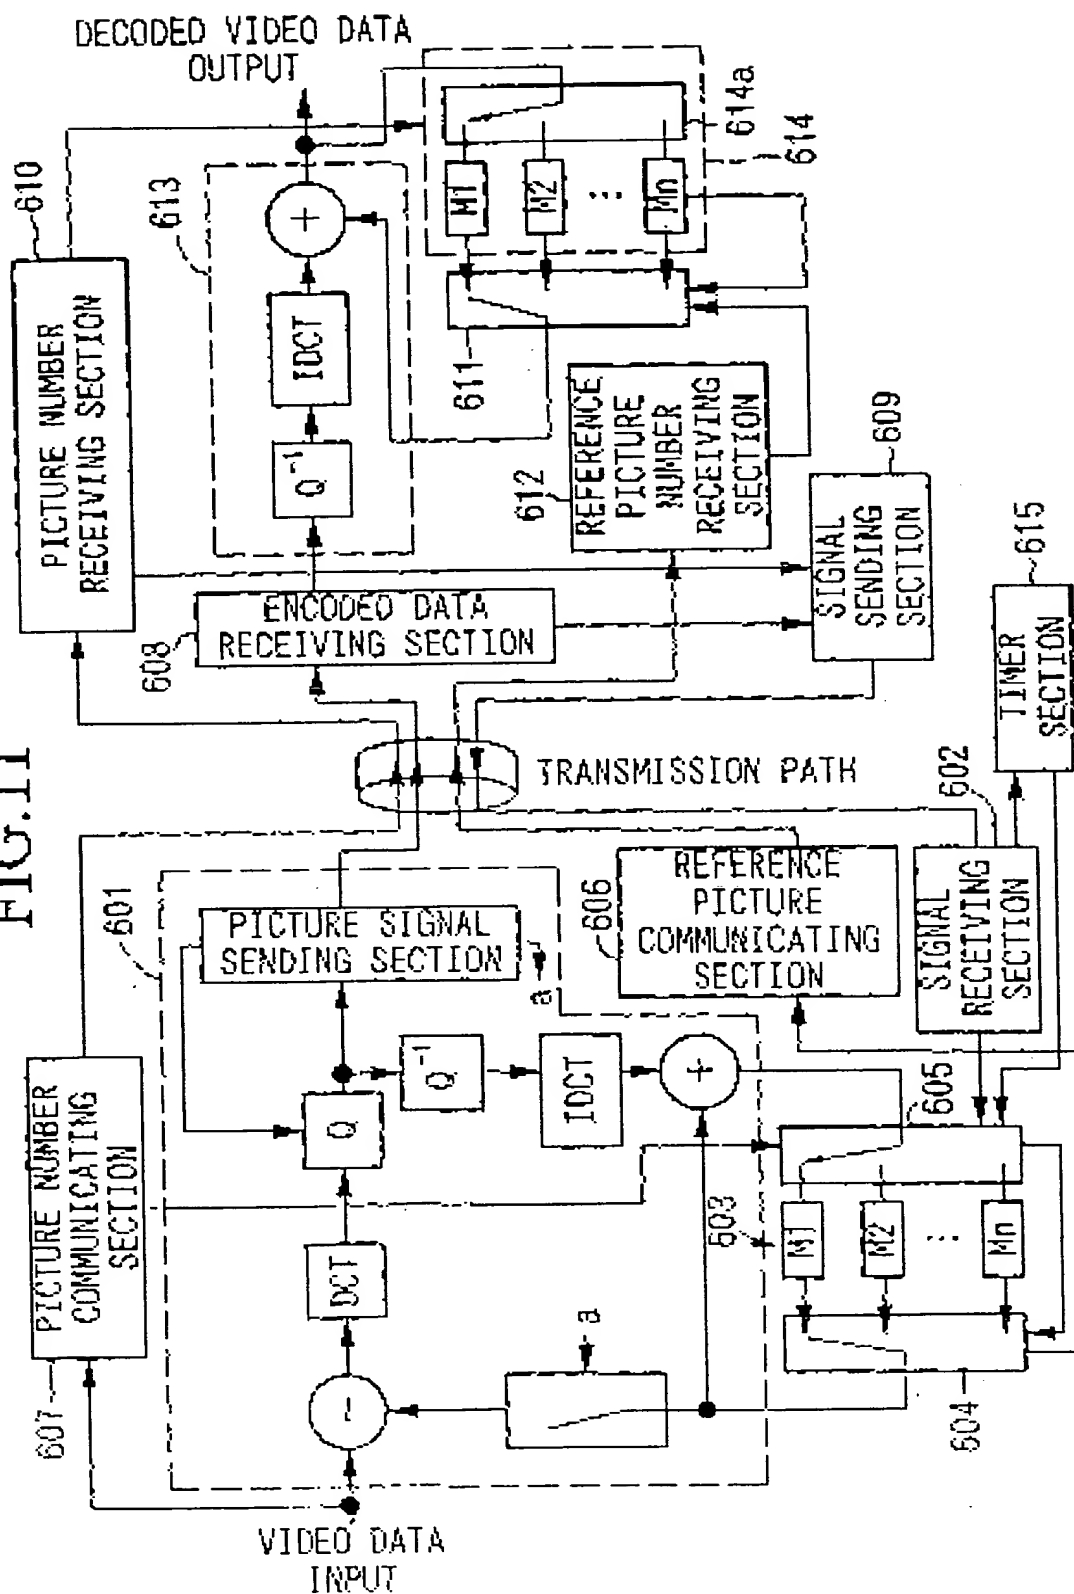 FIG.11
DECODED VIDEO DATA
OUTPUT
610
PICTURE NUMBER
RECEIVING SECTION
613
+
IDCT
Q⁻¹
M1
M2
...
Mn
614a
614
611
612
REFERENCE
PICTURE
NUMBER
RECEIVING
SECTION
608
ENCODED DATA
RECEIVING SECTION
SIGNAL
SENDING
SECTION
609
615
TIMER
SECTION
TRANSMISSION PATH
601
PICTURE SIGNAL
SENDING SECTION
a
606
REFERENCE
PICTURE
COMMUNICATING
SECTION
602
SIGNAL
RECEIVING
SECTION
607
PICTURE NUMBER
COMMUNICATING
SECTION
Q
Q⁻¹
IDCT
+
DCT
-
a
603
605
M1
M2
...
Mn
604
VIDEO DATA
INPUT